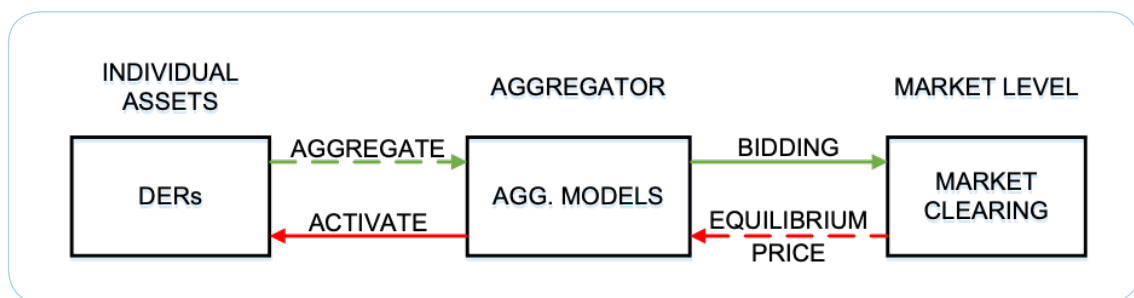 INDIVIDUAL
ASSETS
AGGREGATOR
MARKET LEVEL
DERs
AGGREGATE
ACTIVATE
AGG. MODELS
BIDDING
EQUILIBRIUM
PRICE
MARKET
CLEARING